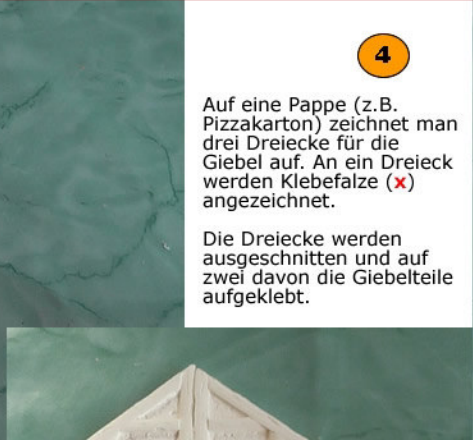 4
Auf eine Pappe (z.B.
Pizzakarton) zeichnet man
drei Dreiecke für die
Giebel auf. An ein Dreieck
werden Klebefalze (x)
angezeichnet.
Die Dreiecke werden
ausgeschnitten und auf
zwei davon die Giebelteile
aufgeklebt.